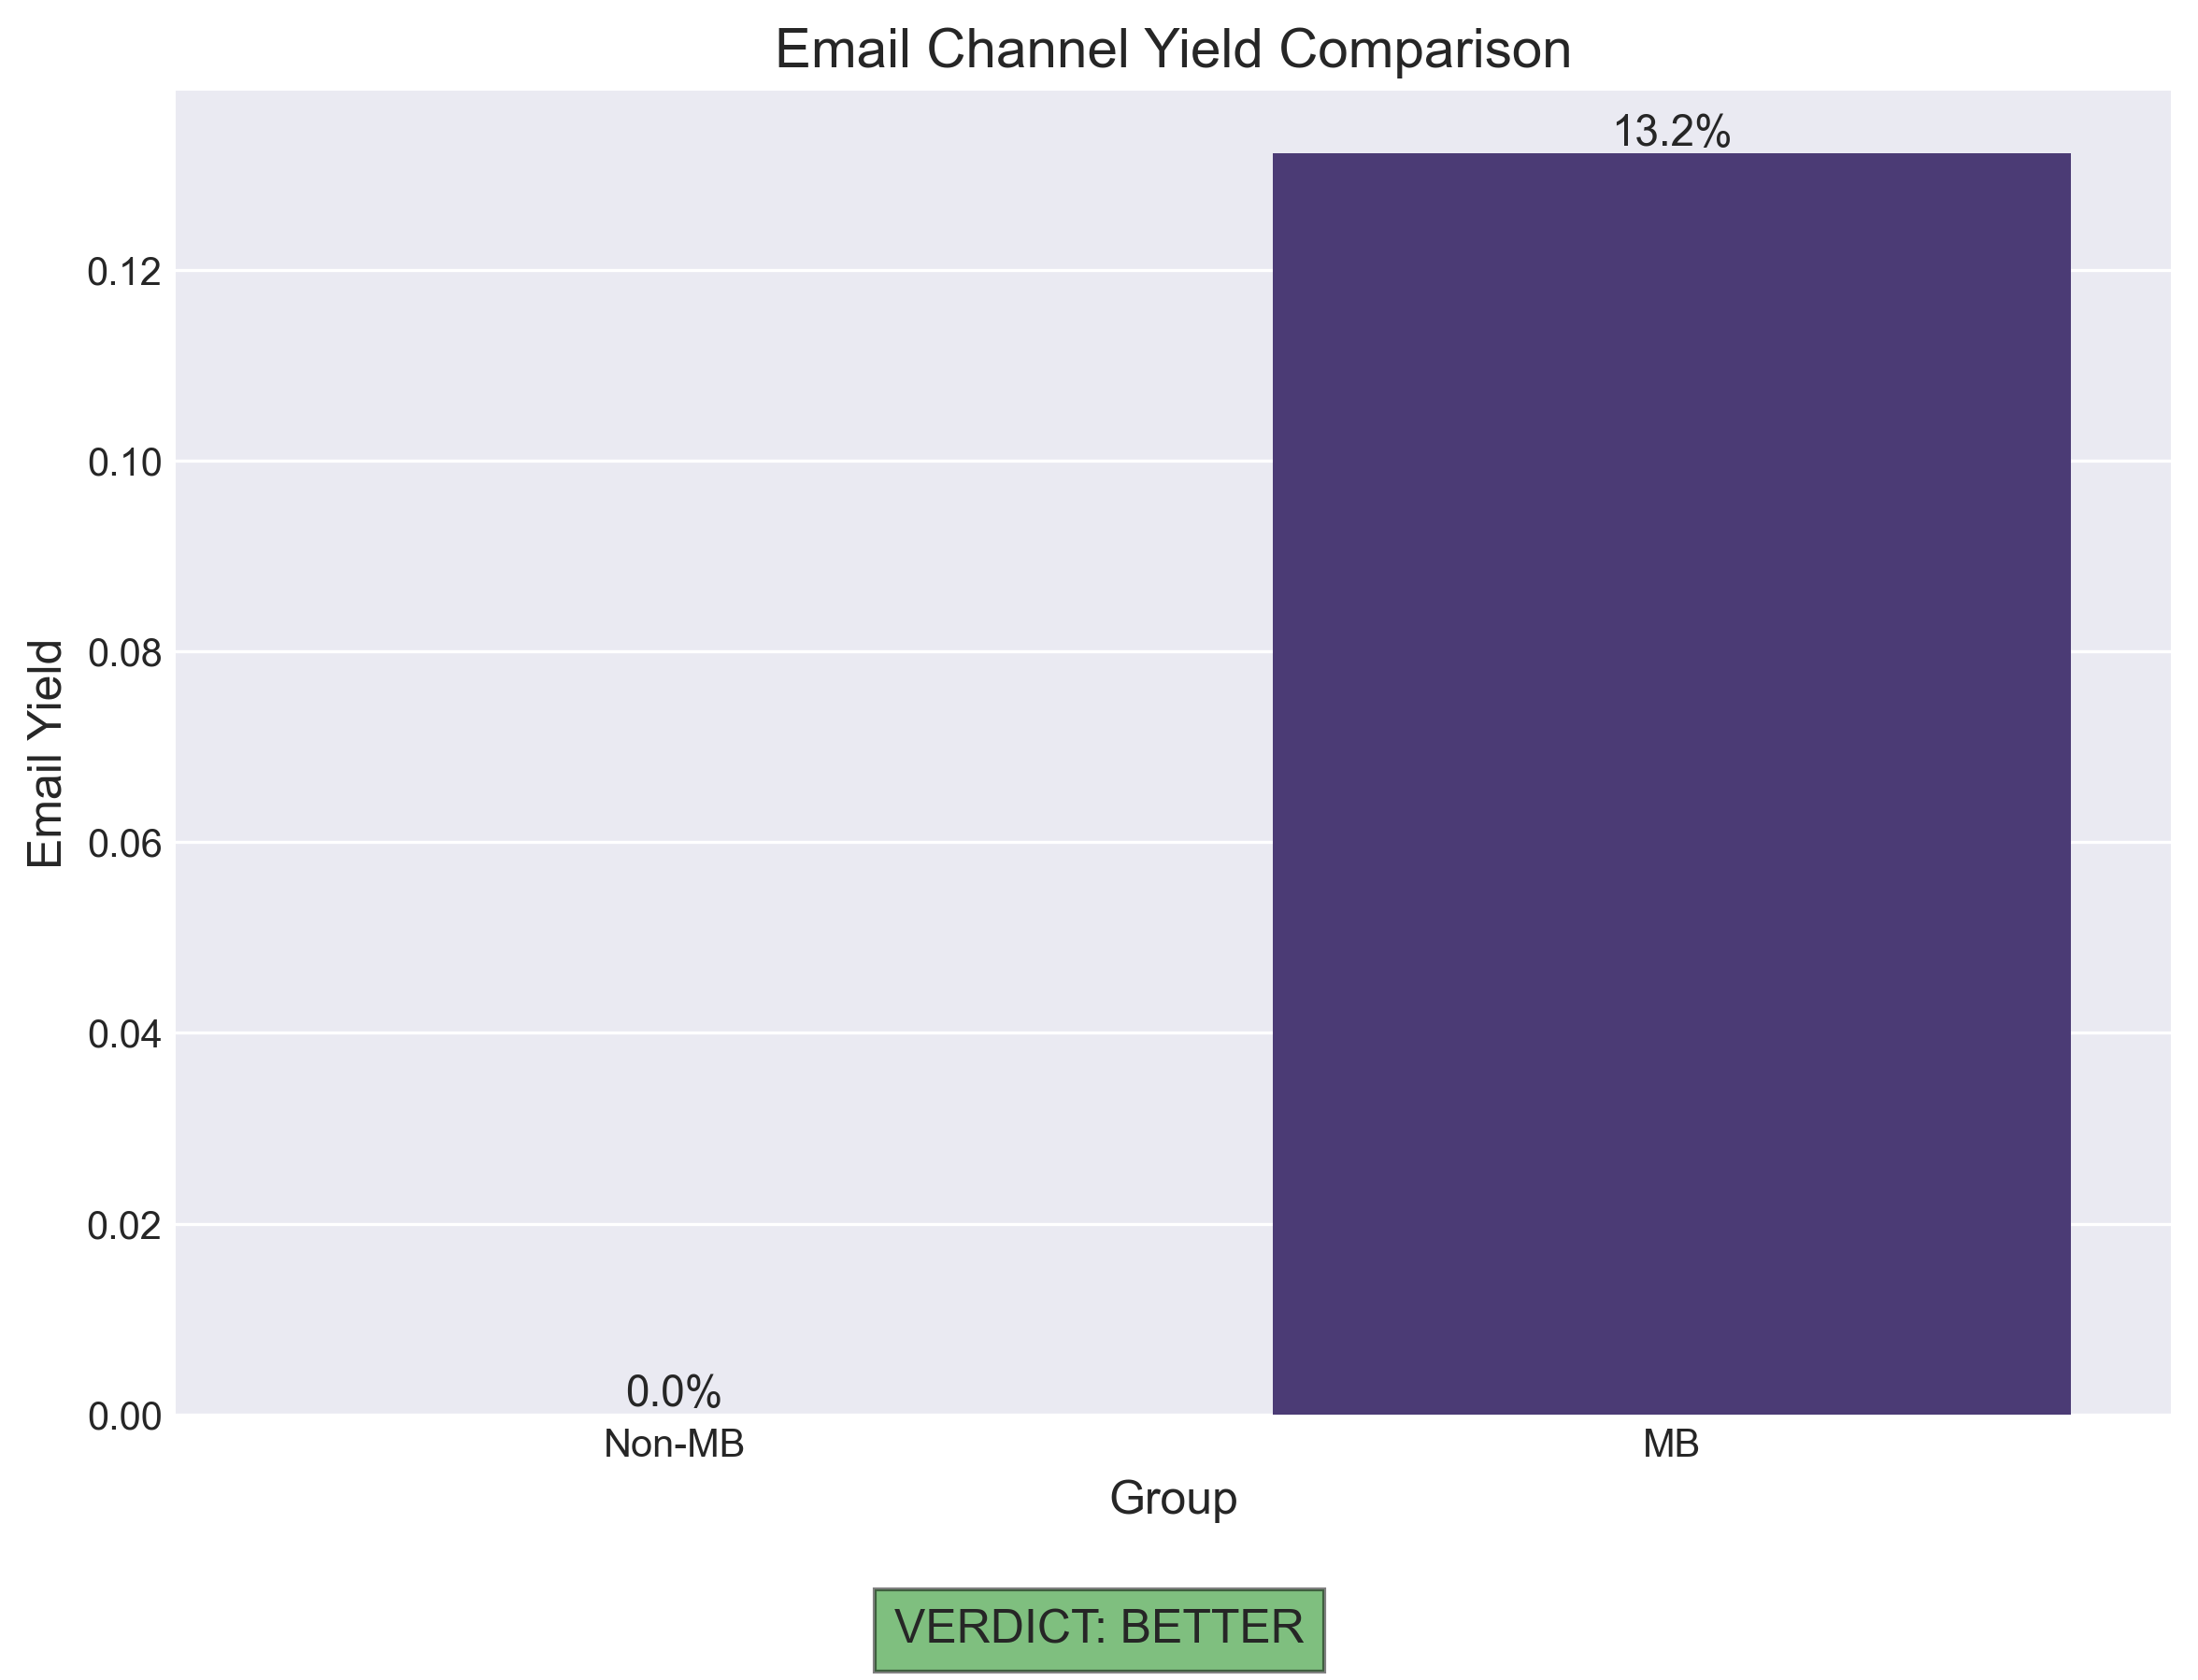 Email Channel Yield Comparison
13.2%
0.12
0.10
0.08
0.06
0.04
0.02
0.00
Email Yield
0.0%
Non-MB
MB
Group
VERDICT: BETTER